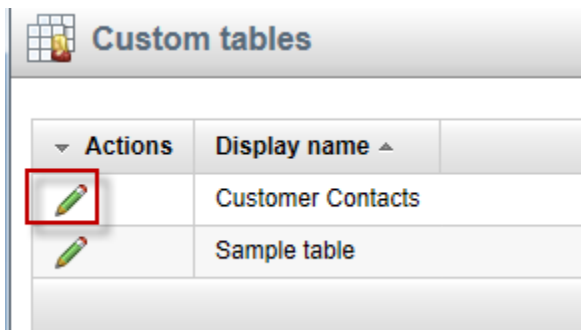 Custom tables
Actions Display name
Customer Contacts
Sample table